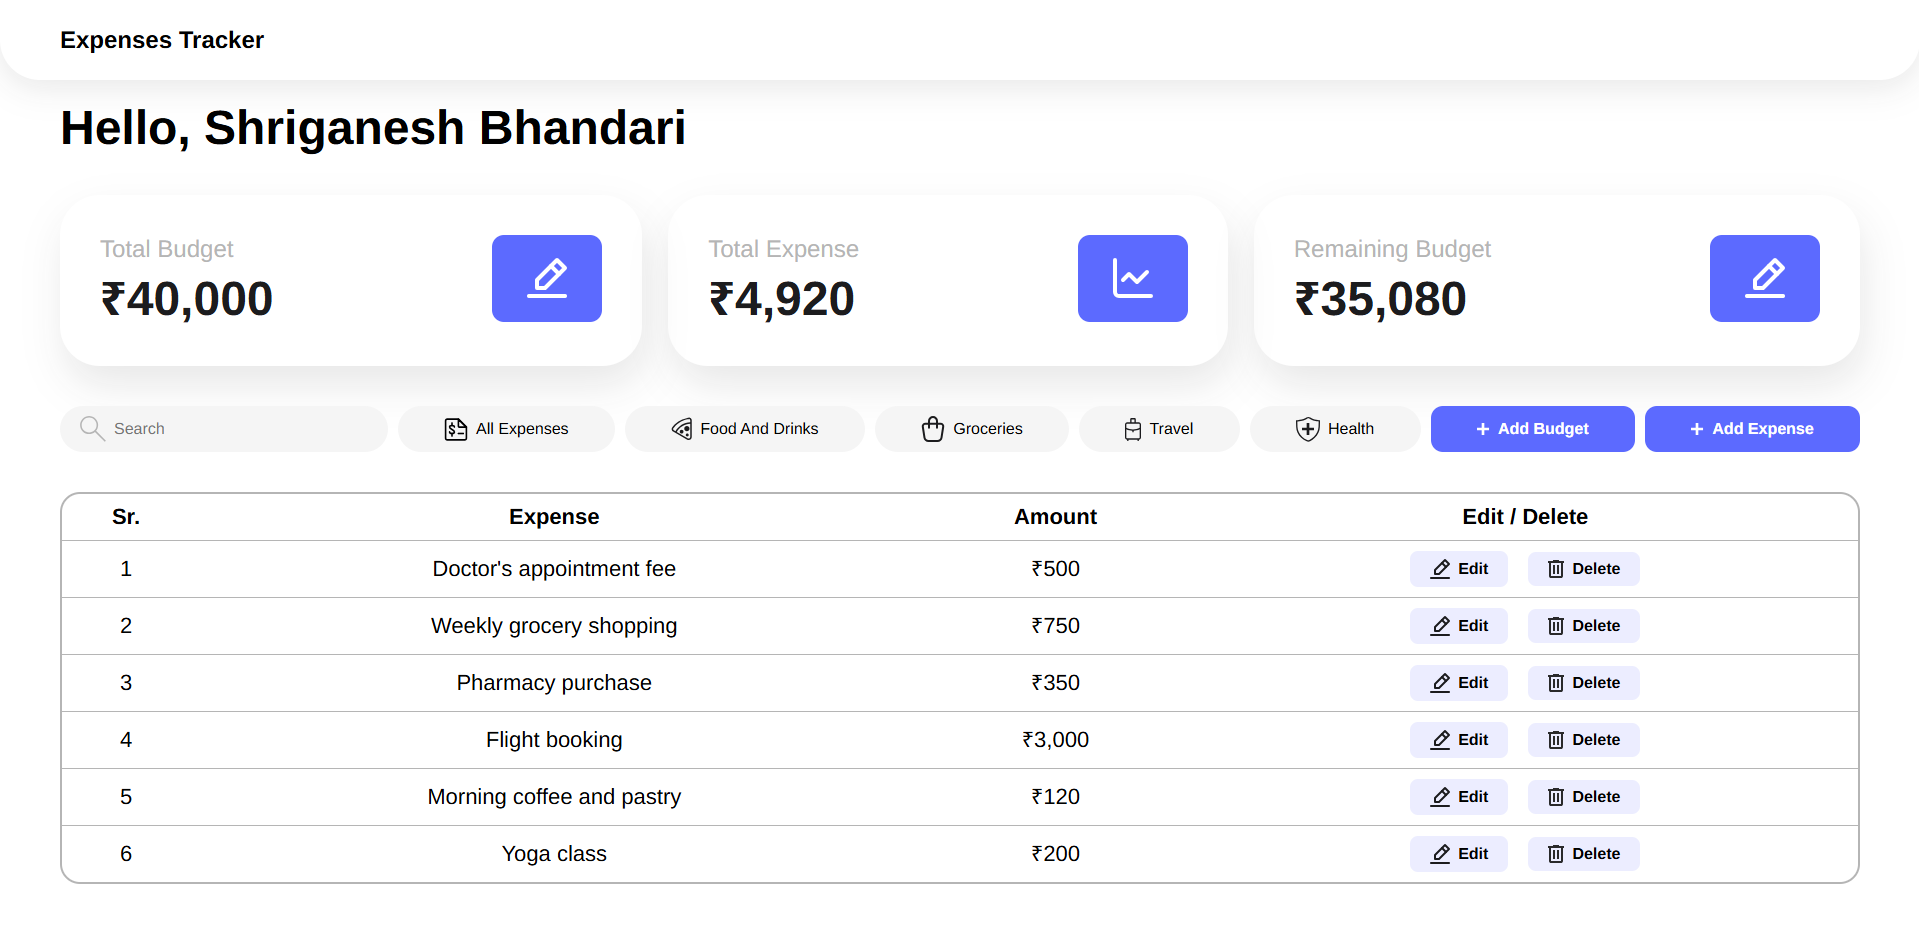 Expenses Tracker
Hello, Shriganesh Bhandari
Total Budget
₹40,000
Total Expense
₹4,920
Remaining Budget
₹35,080
Search All Expenses Food And Drinks Groceries Travel Health + Add Budget + Add Expense
Sr. Expense Amount Edit / Delete
1 Doctor's appointment fee ₹500 Edit Delete
2 Weekly grocery shopping ₹750 Edit Delete
3 Pharmacy purchase ₹350 Edit Delete
4 Flight booking ₹3,000 Edit Delete
5 Morning coffee and pastry ₹120 Edit Delete
6 Yoga class ₹200 Edit Delete